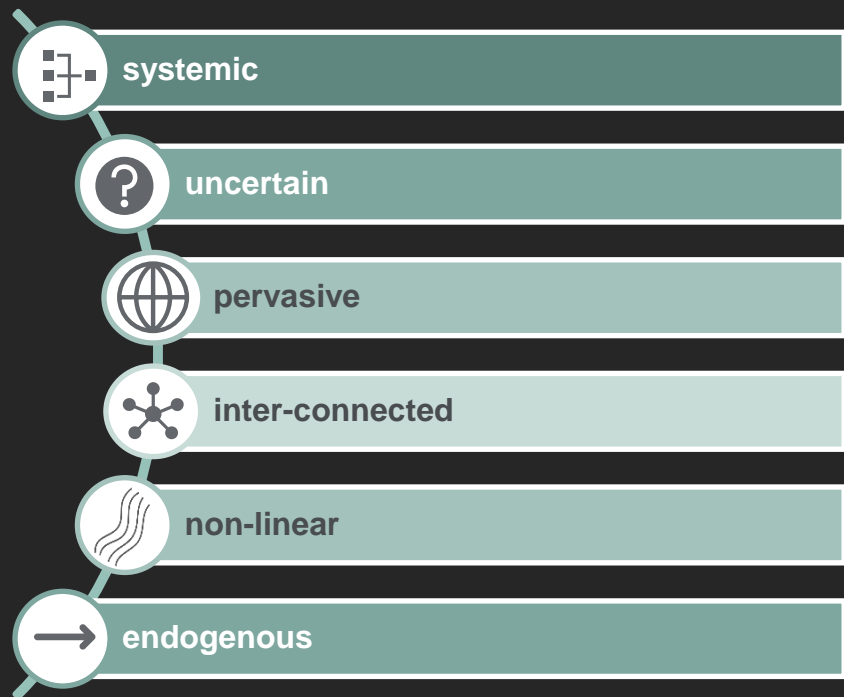 systemic
uncertain
pervasive
inter-connected
non-linear
endogenous